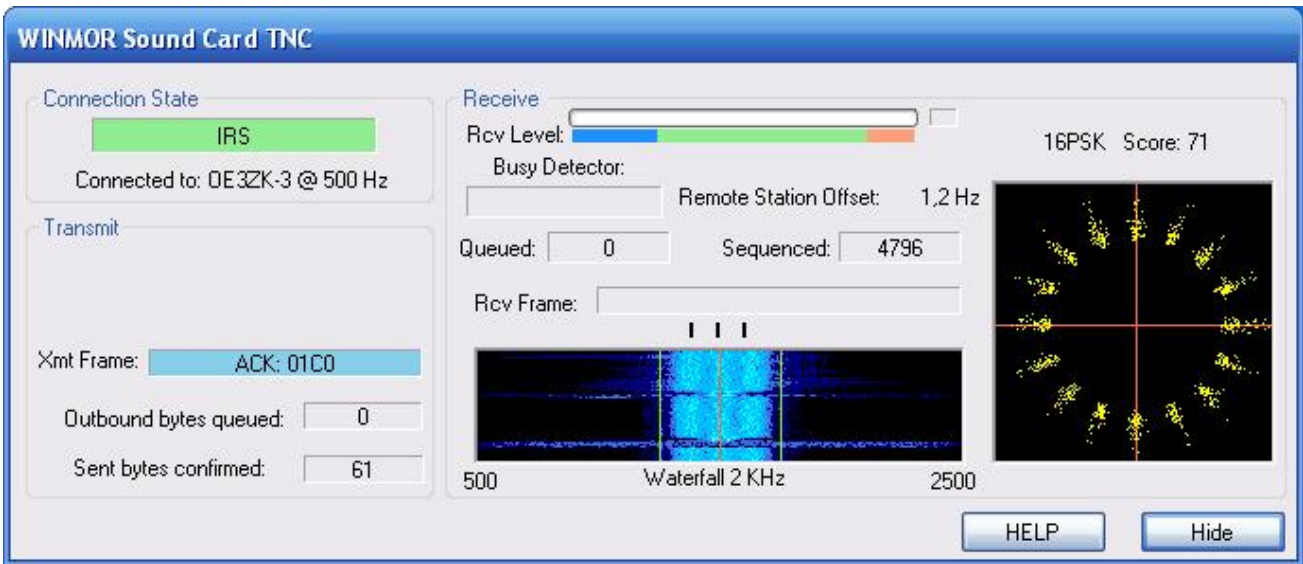 WINMOR Sound Card TNC
Connection State
IRS
Connected to: OE3ZK-3 @ 500 Hz
Transmit
Xmt Frame: ACK: 01C0
Outbound bytes queued: 0
Sent bytes confirmed: 61
Receive
Rcv Level:
Busy Detector:
Remote Station Offset: 1,2 Hz
Queued: 0 Sequenced: 4796
Rcv Frame:
500 Waterfall 2 KHz 2500
16PSK Score: 71
HELP Hide